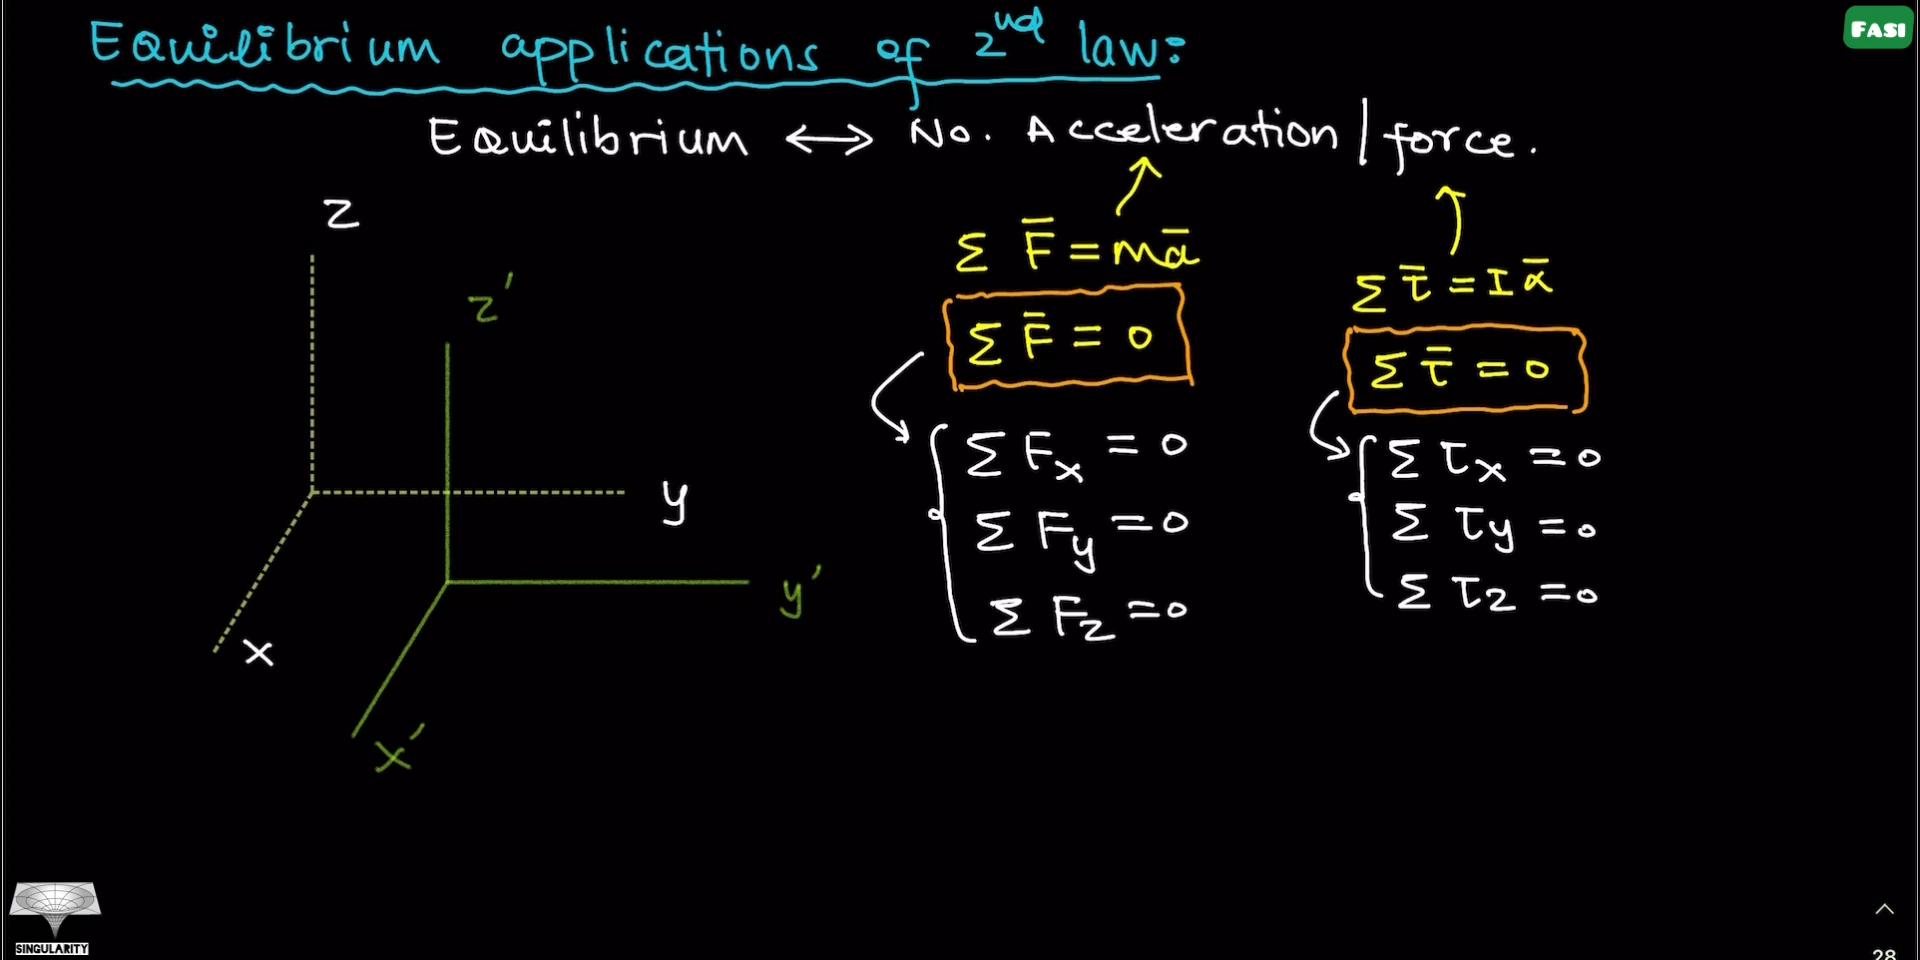 Equilibrium applications of 2nd law:
FASI
Equilibrium ↔ No. Acceleration / force.
Z
Σ F̅ = ma̅
Σ τ̅ = I α̅
z'
Σ F̅ = 0
Σ τ̅ = 0
Σ Fx = 0
Σ τx = 0
y
Σ Fy = 0
Σ τy = 0
y'
Σ Fz = 0
Σ τz = 0
x
x'
SINGULARITY
28